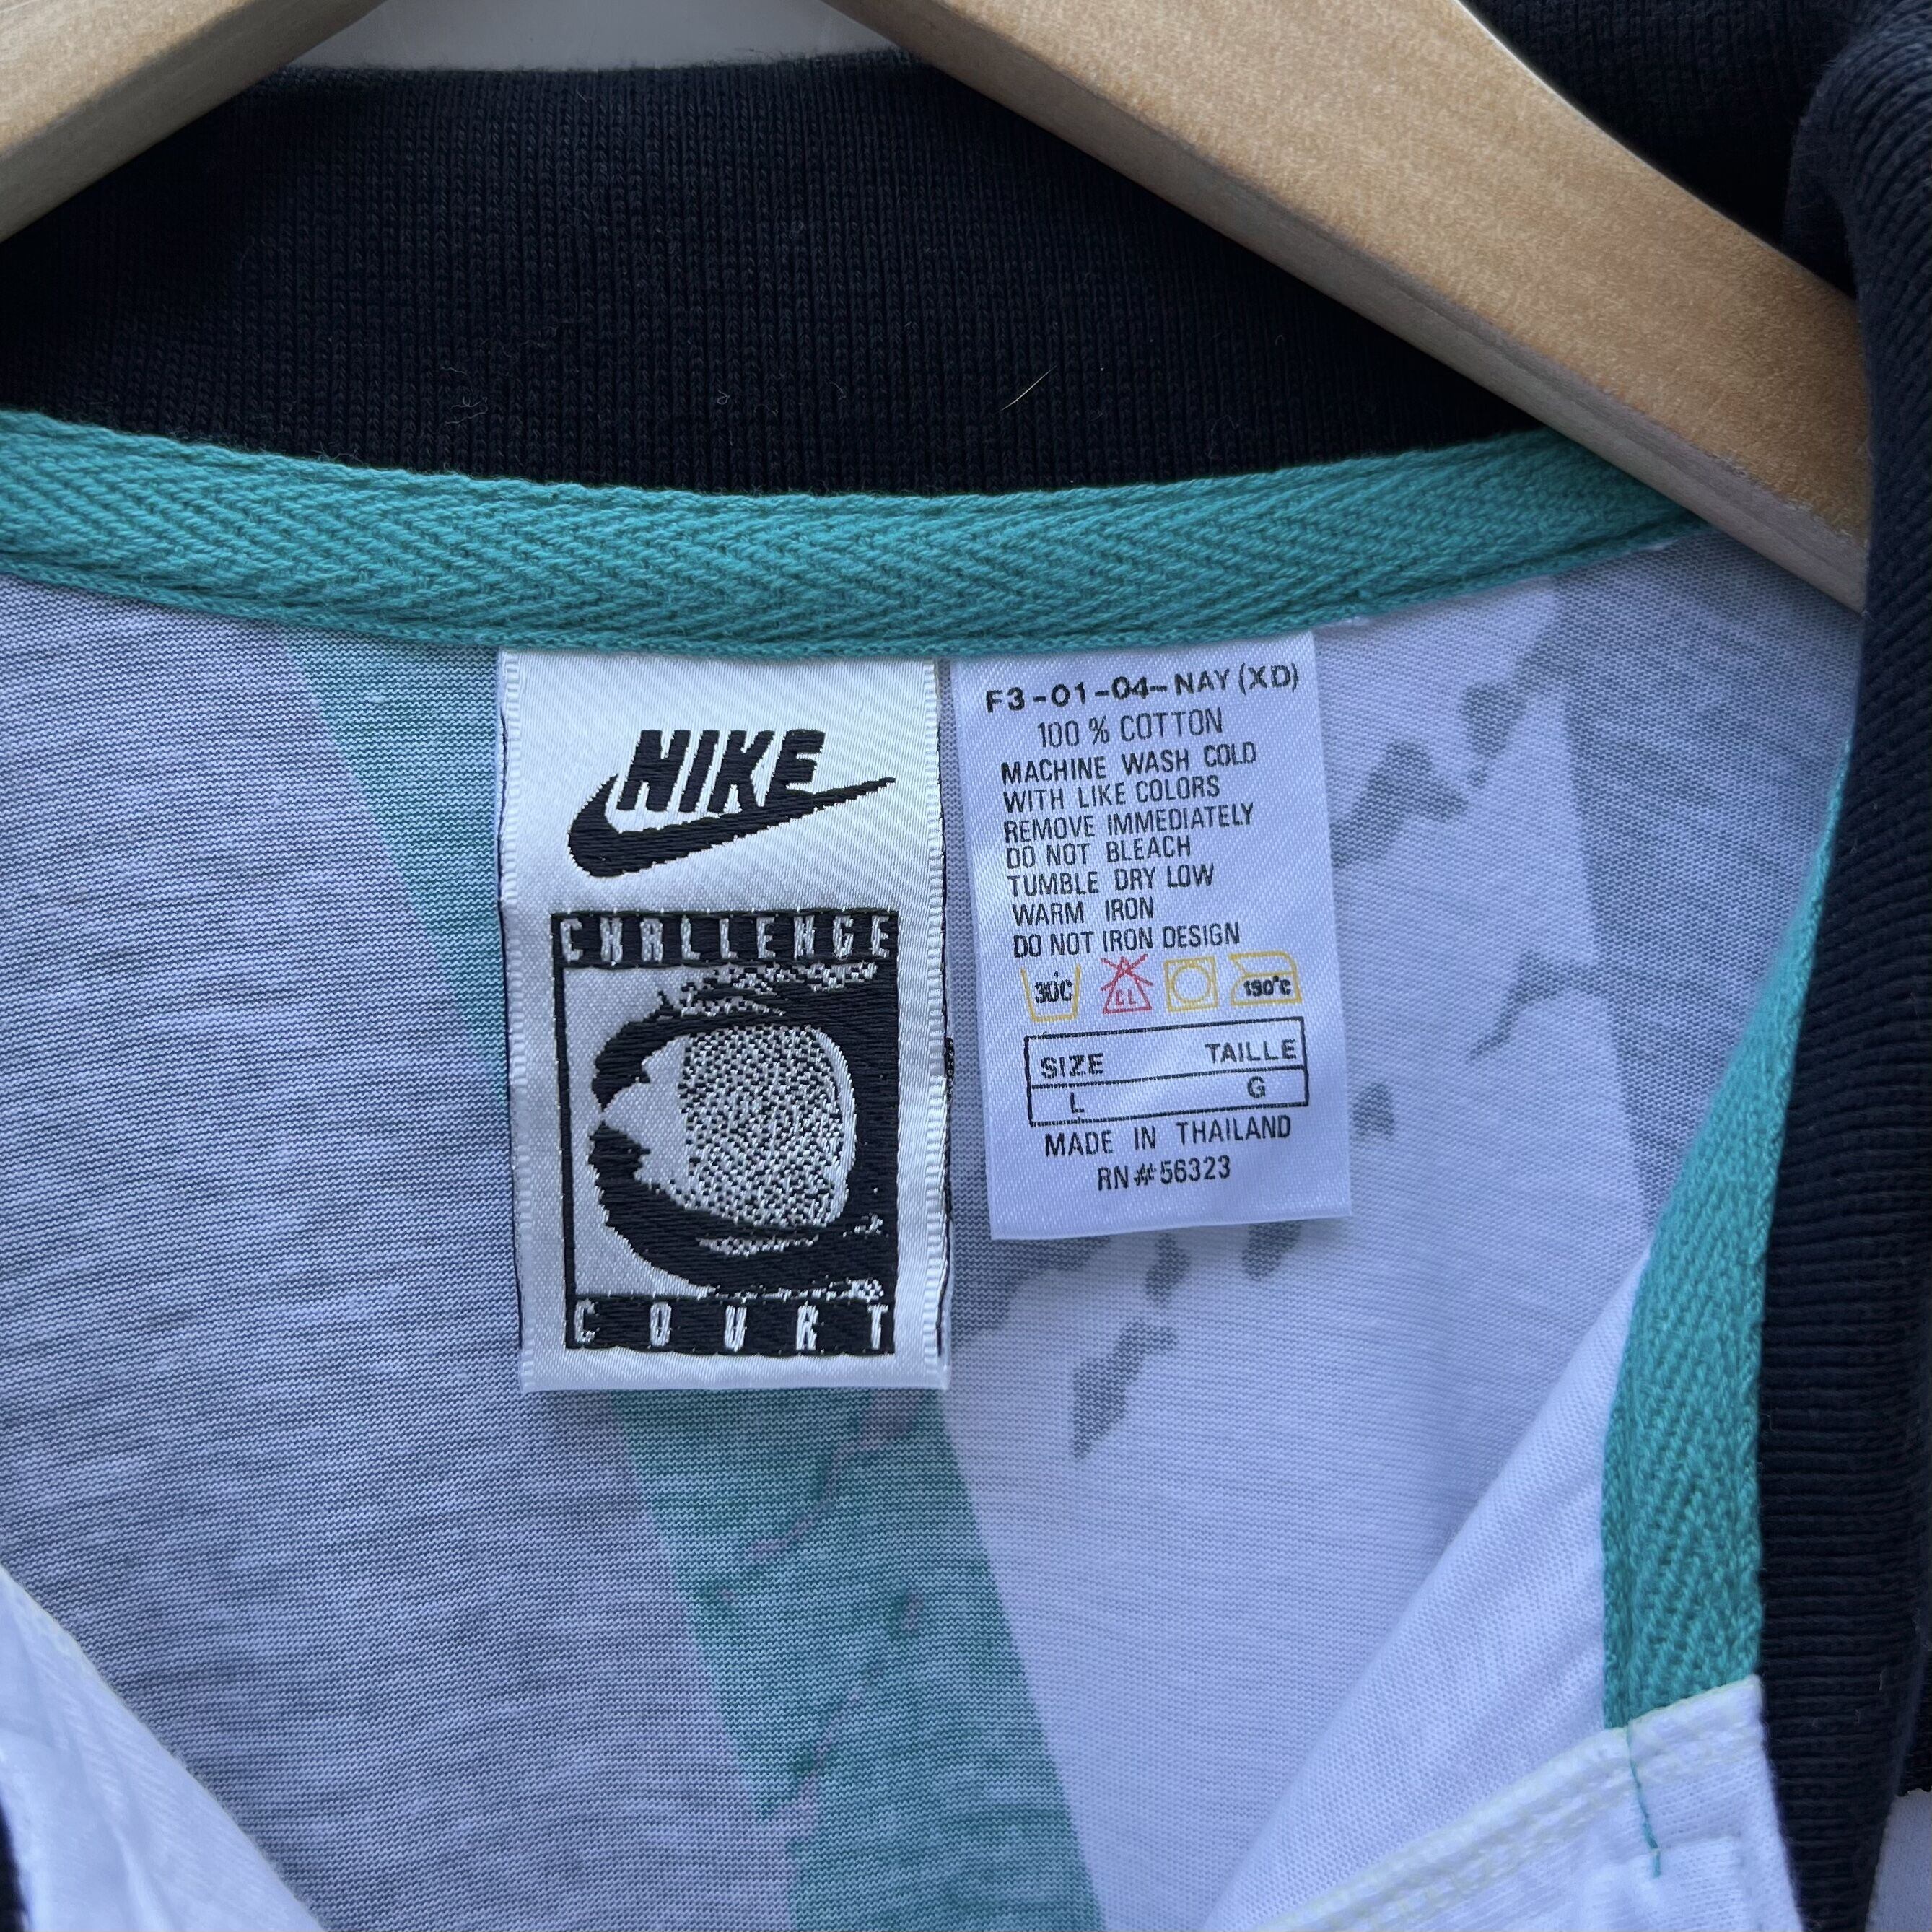 NIKE
CHALLENGE
COURT
F3-01-04-NAY (XD)
100 % COTTON
MACHINE WASH COLD
WITH LIKE COLORS
REMOVE IMMEDIATELY
DO NOT BLEACH
TUMBLE DRY LOW
WARM IRON
DO NOT IRON DESIGN
30C CL 190°C
SIZE TAILLE
L G
MADE IN THAILAND
RN#56323